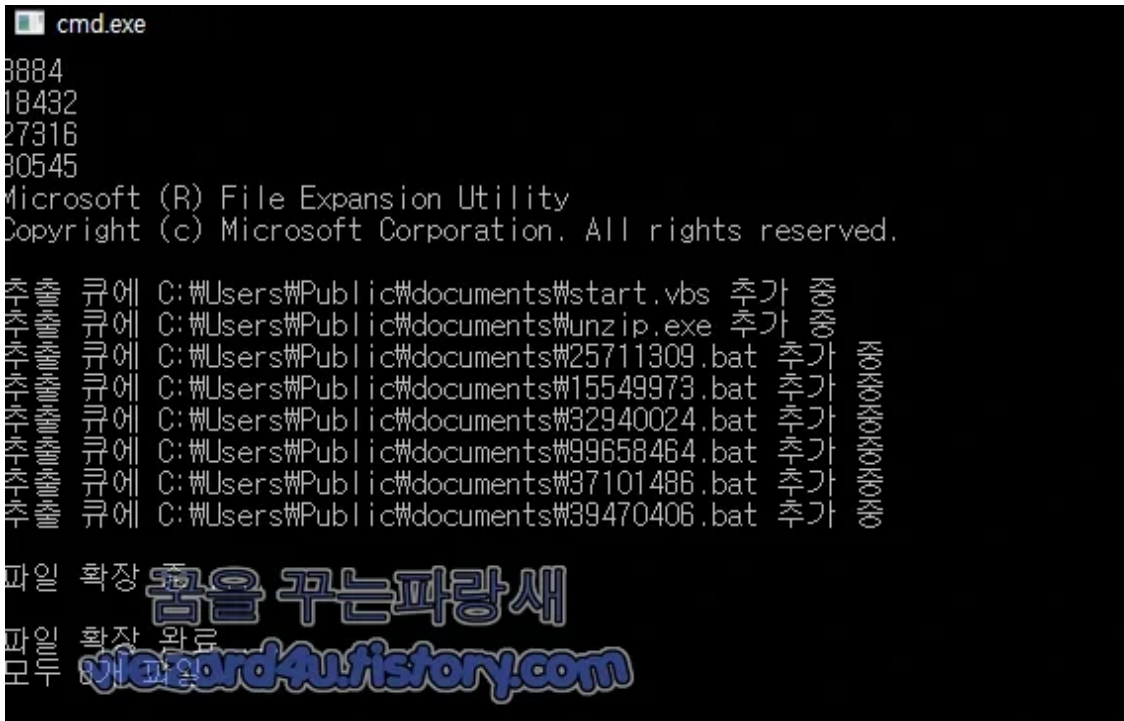 cmd.exe
8884
18432
27316
80545
Microsoft (R) File Expansion Utility
Copyright (c) Microsoft Corporation. All rights reserved.
추출 큐에 C:₩Users₩Public₩documents₩start.vbs 추가 중
추출 큐에 C:₩Users₩Public₩documents₩unzip.exe 추가 중
추출 큐에 C:₩Users₩Public₩documents₩25711309.bat 추가 중
추출 큐에 C:₩Users₩Public₩documents₩15549973.bat 추가 중
추출 큐에 C:₩Users₩Public₩documents₩32940024.bat 추가 중
추출 큐에 C:₩Users₩Public₩documents₩99658464.bat 추가 중
추출 큐에 C:₩Users₩Public₩documents₩37101486.bat 추가 중
추출 큐에 C:₩Users₩Public₩documents₩39470406.bat 추가 중
파일 확장 중
꿈을 꾸는파랑새
파일 확장 완료
모두 8개 파일
wezard4u.tistory.com